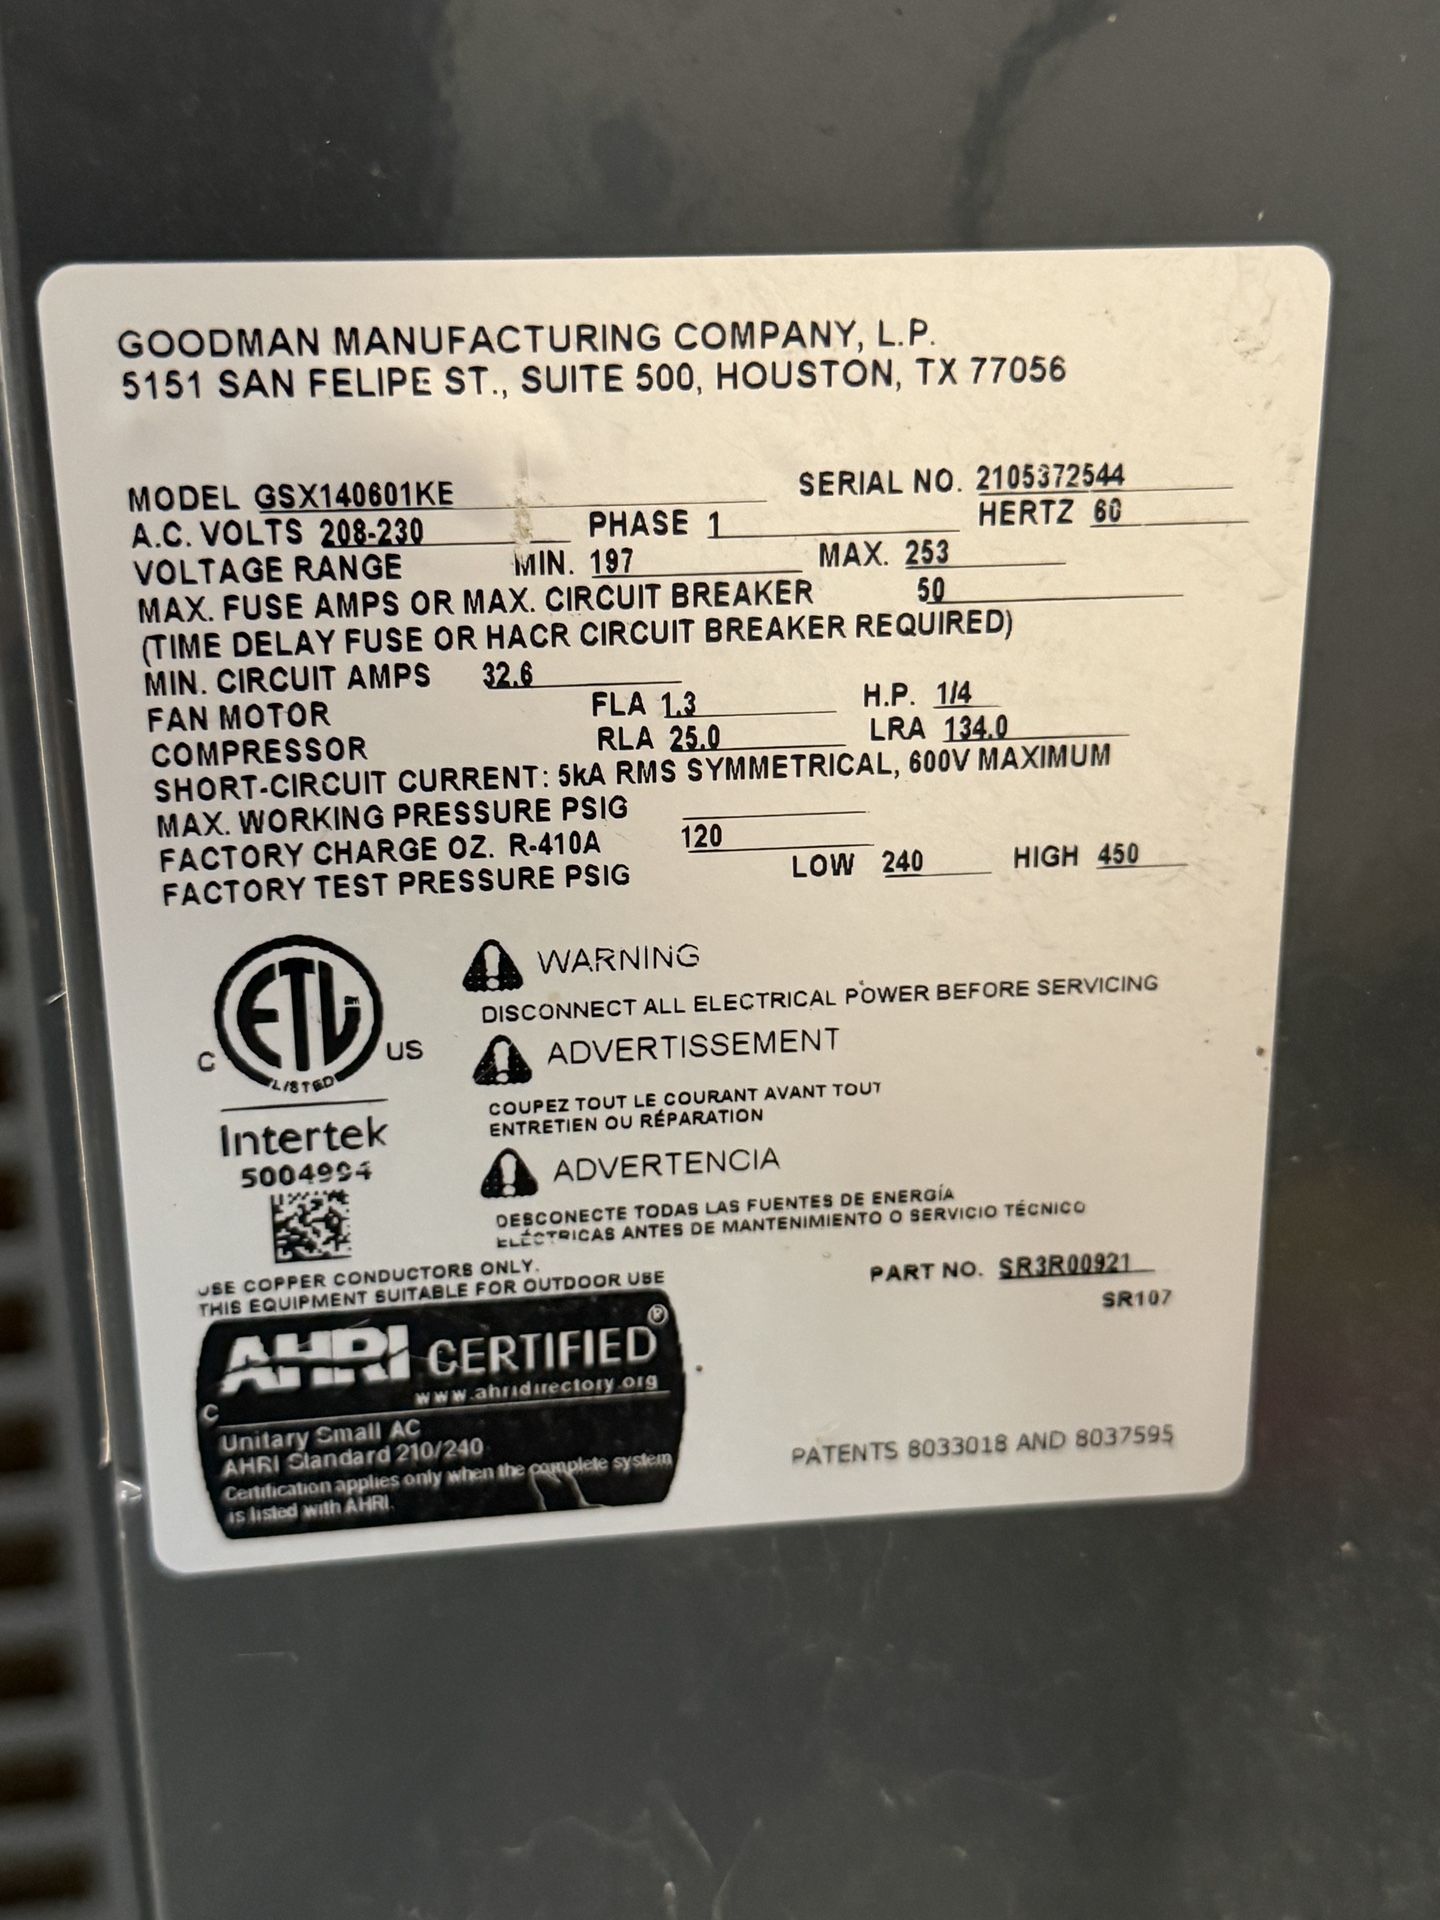 GOODMAN MANUFACTURING COMPANY, L.P.
5151 SAN FELIPE ST., SUITE 500, HOUSTON, TX 77056
MODEL GSX140601KE SERIAL NO. 2105372544
A.C. VOLTS 208-230 PHASE 1 HERTZ 60
VOLTAGE RANGE MIN. 197 MAX. 253
MAX. FUSE AMPS OR MAX. CIRCUIT BREAKER 50
(TIME DELAY FUSE OR HACR CIRCUIT BREAKER REQUIRED)
MIN. CIRCUIT AMPS 32.6
FAN MOTOR FLA 1.3 H.P. 1/4
COMPRESSOR RLA 25.0 LRA 134.0
SHORT-CIRCUIT CURRENT: 5kA RMS SYMMETRICAL, 600V MAXIMUM
MAX. WORKING PRESSURE PSIG
FACTORY CHARGE OZ. R-410A 120
FACTORY TEST PRESSURE PSIG LOW 240 HIGH 450
C ETL CM LISTED US
Intertek
5004994
WARNING
DISCONNECT ALL ELECTRICAL POWER BEFORE SERVICING
ADVERTISSEMENT
COUPEZ TOUT LE COURANT AVANT TOUT
ENTRETIEN OU RÉPARATION
ADVERTENCIA
DESCONECTE TODAS LAS FUENTES DE ENERGÍA
ELÉCTRICAS ANTES DE MANTENIMIENTO O SERVICIO TÉCNICO
USE COPPER CONDUCTORS ONLY.
THIS EQUIPMENT SUITABLE FOR OUTDOOR USE
PART NO. SR3R00921
SR107
AHRI CERTIFIED®
www.ahridirectory.org
C
Unitary Small AC
AHRI Standard 210/240
Certification applies only when the complete system
is listed with AHRI.
PATENTS 8033018 AND 8037595